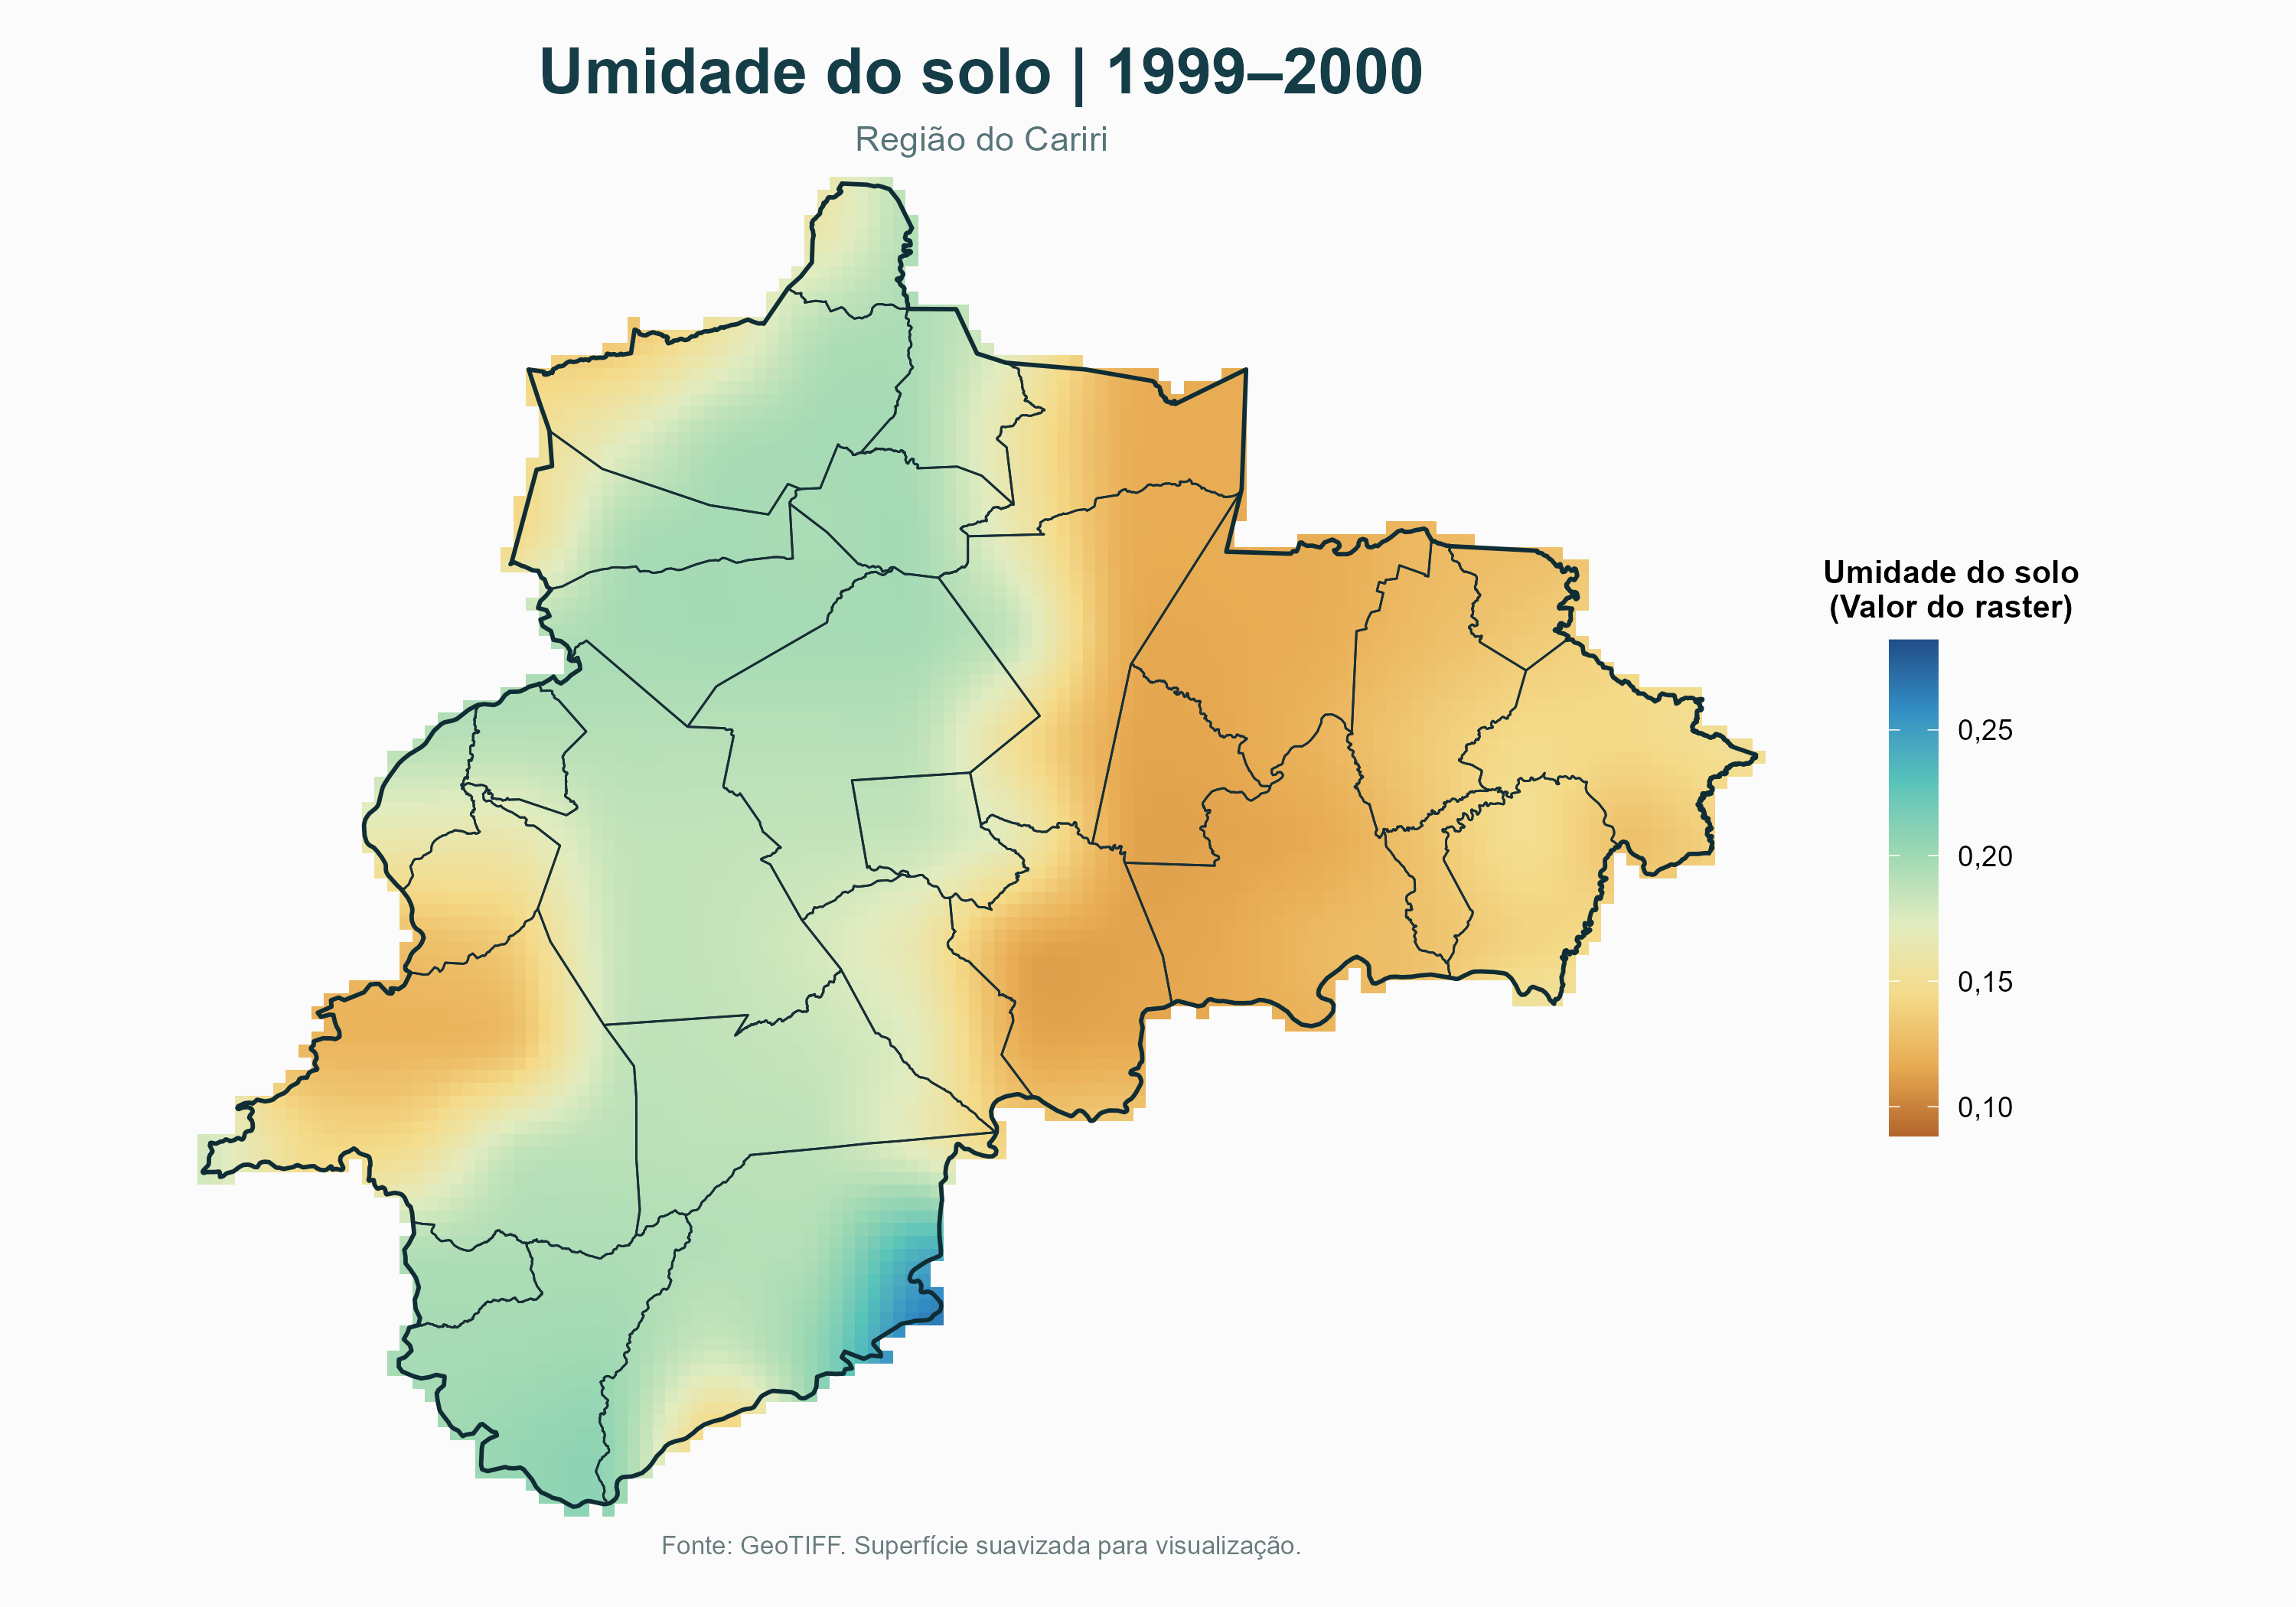 Umidade do solo | 1999–2000
Região do Cariri
Umidade do solo
(Valor do raster)
0,25
0,20
0,15
0,10
Fonte: GeoTIFF. Superfície suavizada para visualização.